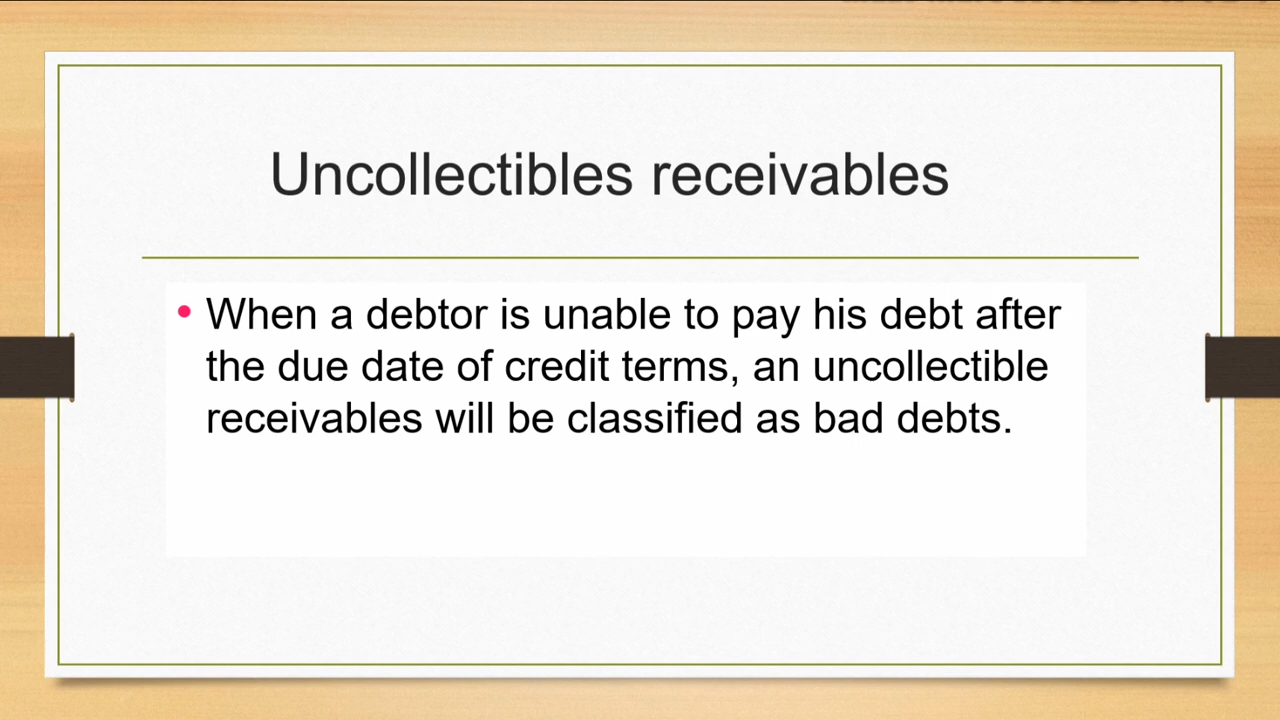 Uncollectibles receivables
• When a debtor is unable to pay his debt after
the due date of credit terms, an uncollectible
receivables will be classified as bad debts.